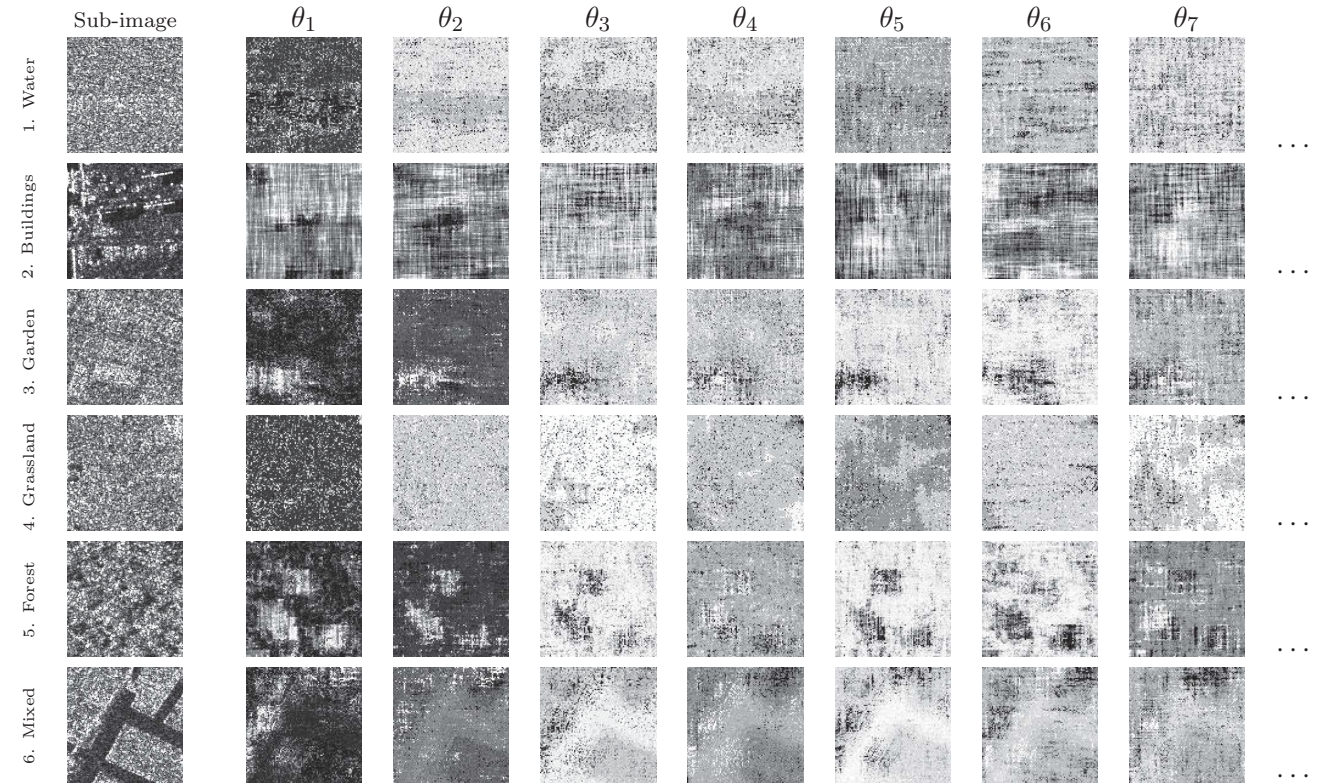 Sub-image θ₁ θ₂ θ₃ θ₄ θ₅ θ₆ θ₇
1. Water ...
2. Buildings ...
3. Garden ...
4. Grassland ...
5. Forest ...
6. Mixed ...